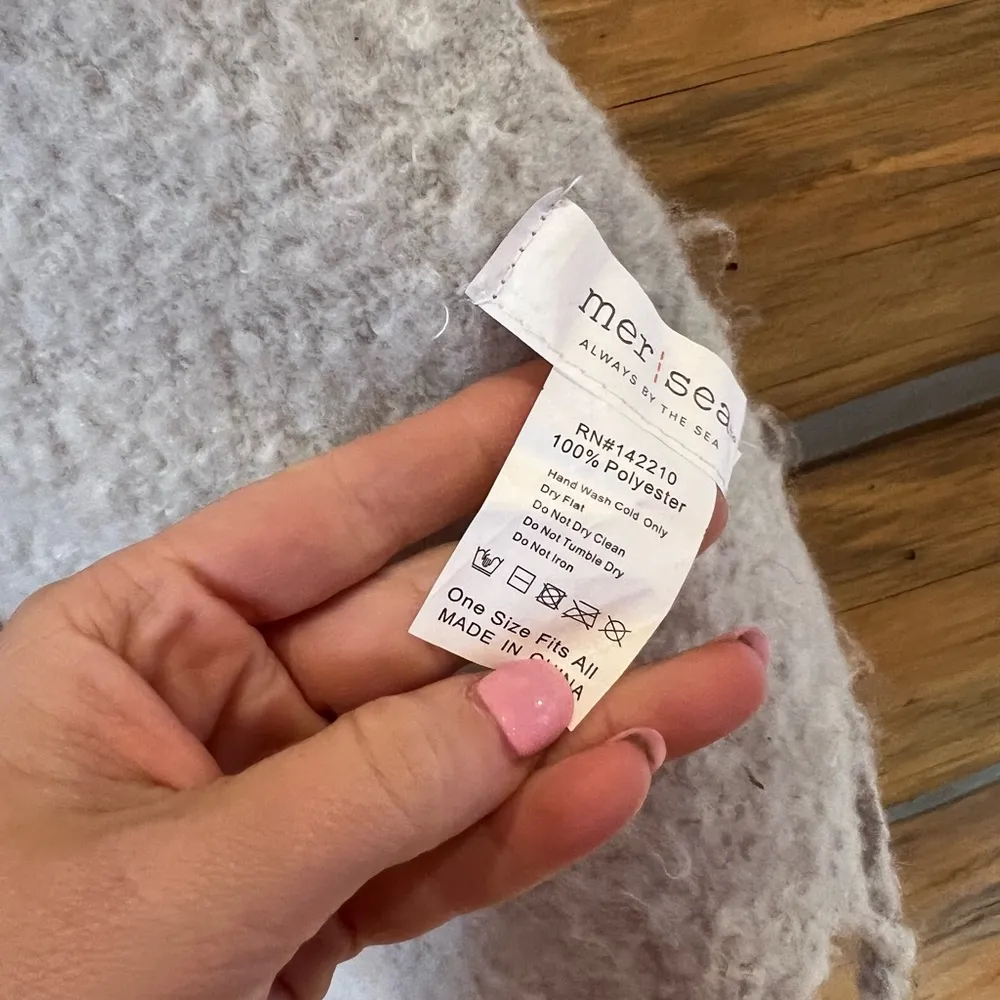 mer sea
ALWAYS BY THE SEA
RN#142210
100% Polyester
Hand Wash Cold Only
Dry Flat
Do Not Dry Clean
Do Not Tumble Dry
Do Not Iron
One Size Fits All
MADE IN CHINA